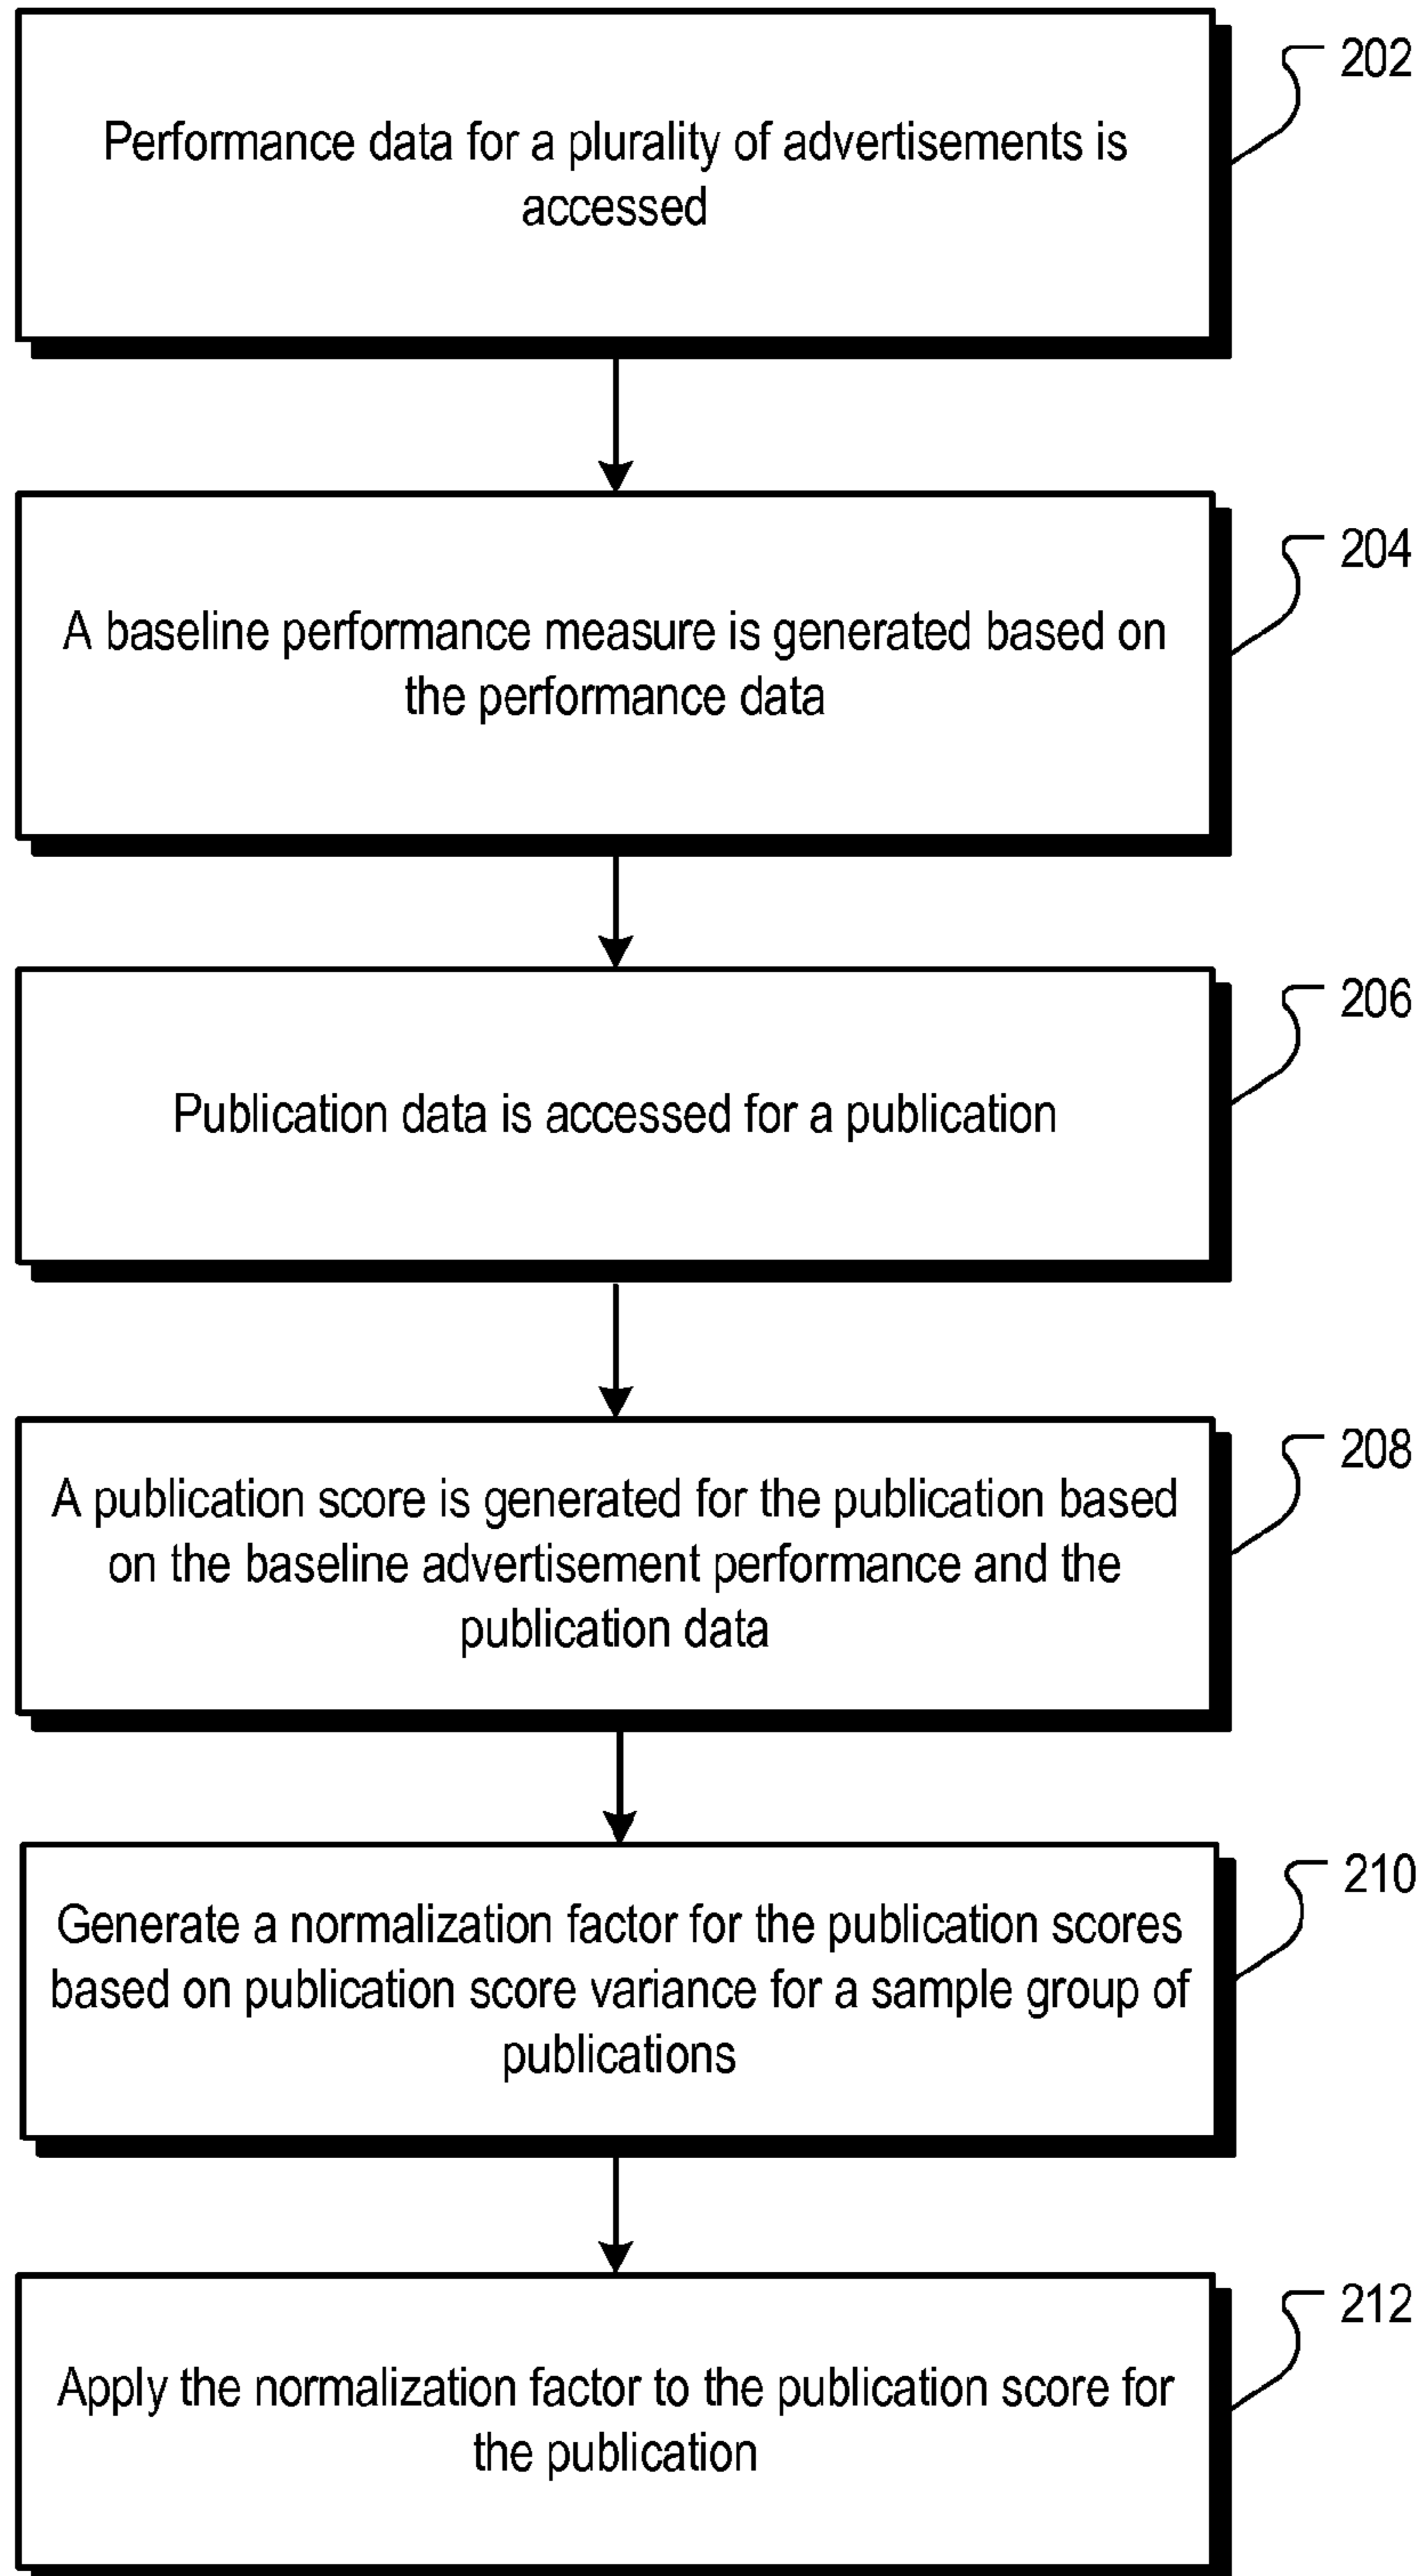 Performance data for a plurality of advertisements is
accessed
202
A baseline performance measure is generated based on
the performance data
204
Publication data is accessed for a publication
206
A publication score is generated for the publication based
on the baseline advertisement performance and the
publication data
208
Generate a normalization factor for the publication scores
based on publication score variance for a sample group of
publications
210
Apply the normalization factor to the publication score for
the publication
212